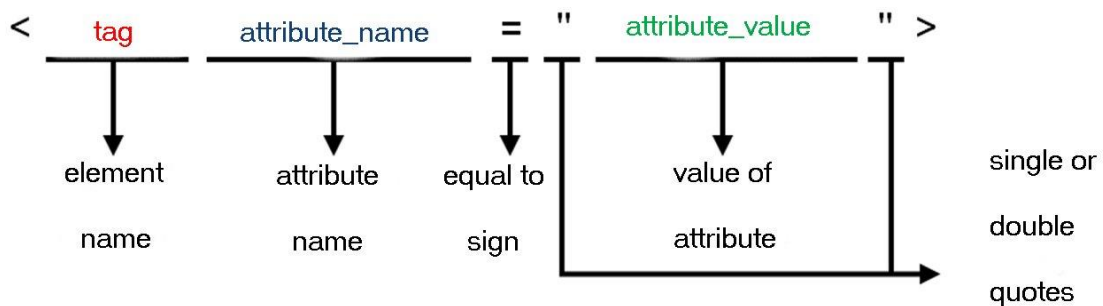 < tag attribute_name = " attribute_value " >
element attribute equal to value of single or
name name sign attribute double
quotes